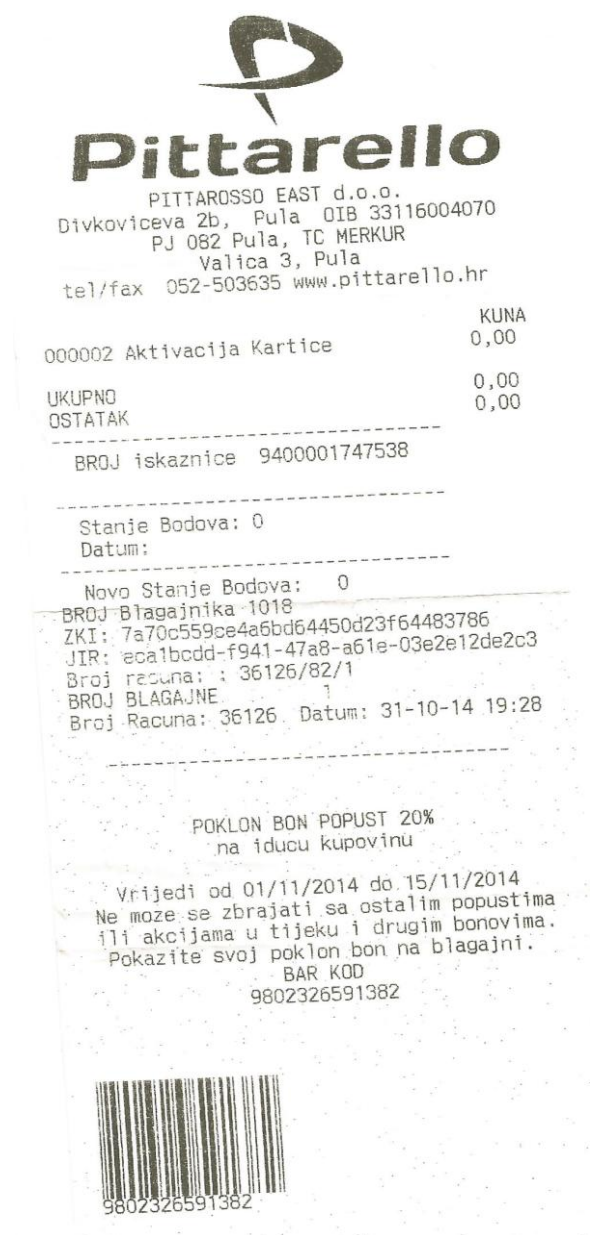 Pittarello
PITTAROSSO EAST d.o.o.
Divkoviceva 2b, Pula OIB 33116004070
PJ 082 Pula, TC MERKUR
Valica 3, Pula
tel/fax 052-503635 www.pittarello.hr
KUNA
000002 Aktivacija Kartice 0,00
UKUPNO 0,00
OSTATAK 0,00
----------------------------------
BROJ iskaznice 9400001747538
----------------------------------
Stanje Bodova: 0
Datum:
----------------------------------
Novo Stanje Bodova: 0
BROJ Blagajnika 1018
ZKI: 7a70c559ce4a6bd64450d23f64483786
JIR: eca1bcdd-f941-47a8-a61e-03e2e12de2c3
Broj racuna: : 36126/82/1
BROJ BLAGAJNE 1
Broj Racuna: 36126 Datum: 31-10-14 19:28
----------------------------------
POKLON BON POPUST 20%
na iducu kupovinu
Vrijedi od 01/11/2014 do 15/11/2014
Ne moze se zbrajati sa ostalim popustima
ili akcijama u tijeku i drugim bonovima.
Pokazite svoj poklon bon na blagajni.
BAR KOD
9802326591382
9802326591382